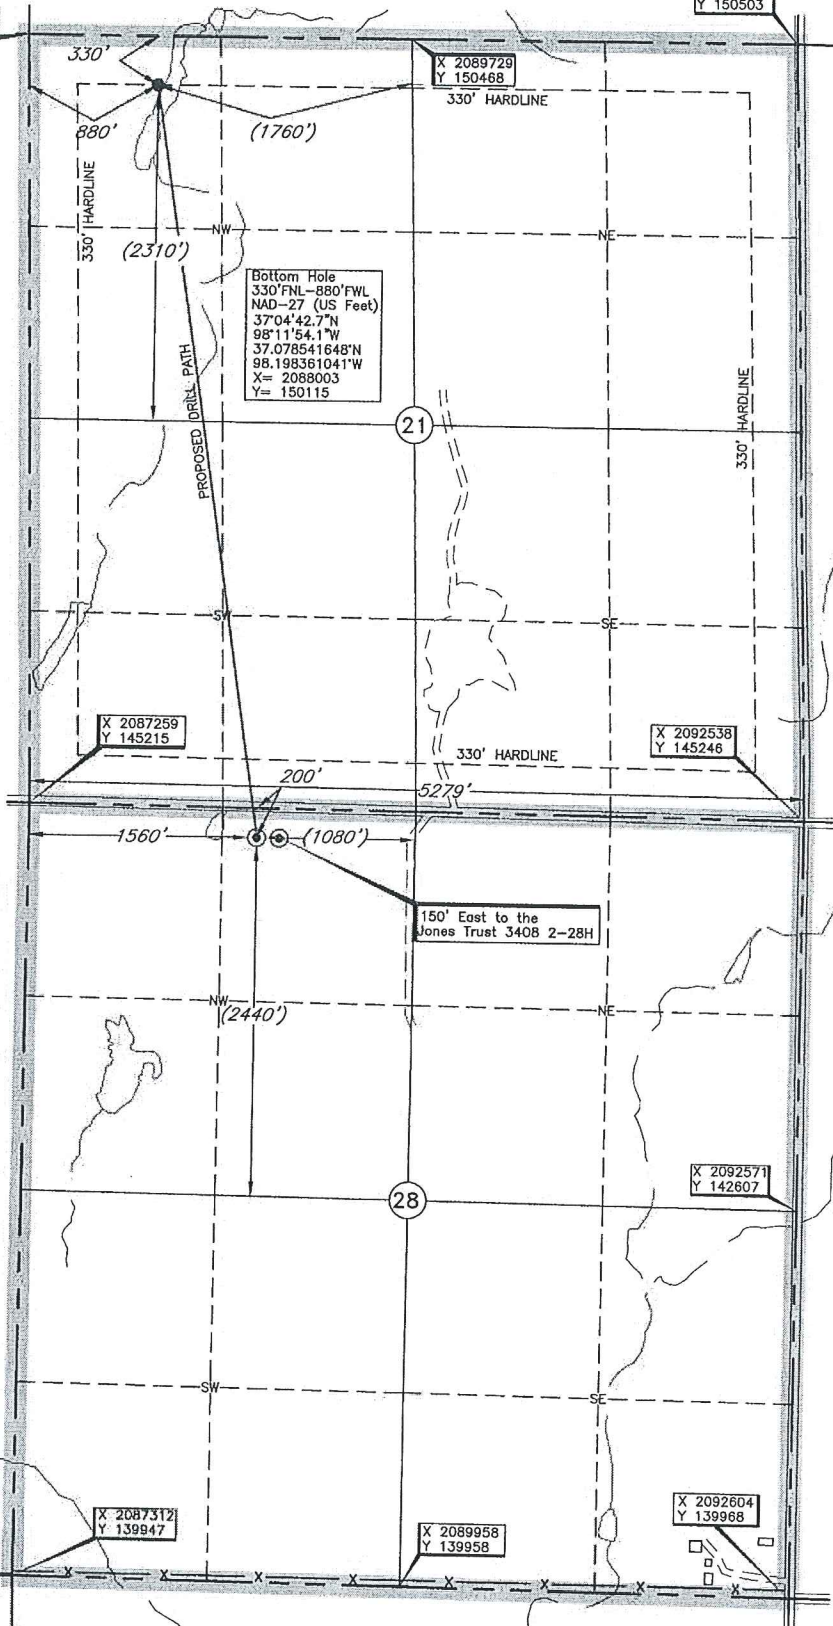 Y 150503
330'
X 2089729
Y 150468
330' HARDLINE
880'
(1760')
330' HARDLINE
NW
NE
(2310')
Bottom Hole
330'FNL-880'FWL
NAD-27 (US Feet)
37°04'42.7"N
98°11'54.1"W
37.078541648°N
98.198361041°W
X= 2088003
Y= 150115
PROPOSED DRILL PATH
330' HARDLINE
21
SW
SE
X 2087259
Y 145215
X 2092538
Y 145246
330' HARDLINE
200'
5279'
1560'
(1080')
150' East to the
Jones Trust 3408 2-28H
NW
NE
(2440')
X 2092571
Y 142607
28
SW
SE
X 2087312
Y 139947
X 2089958
Y 139958
X 2092604
Y 139968
X X X X X X X X